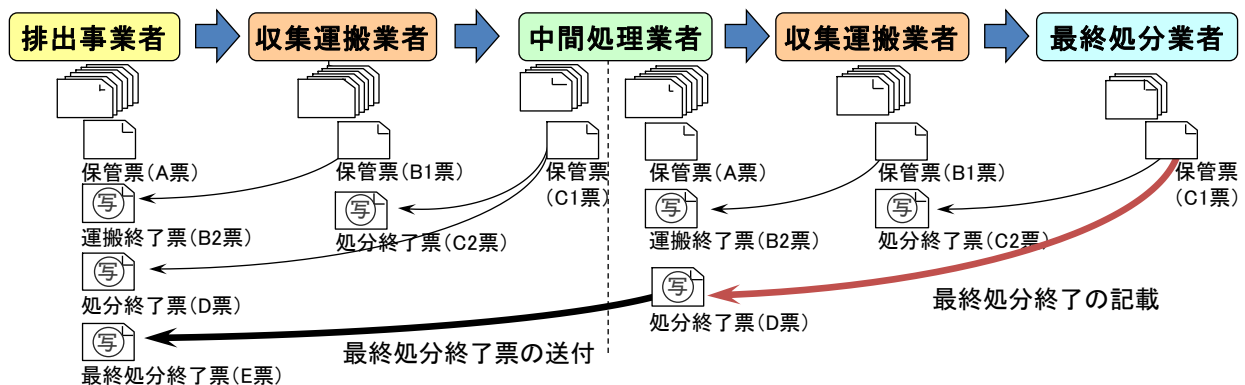 排出事業者
収集運搬業者
中間処理業者
収集運搬業者
最終処分業者
保管票(A票)
写
運搬終了票(B2票)
写
処分終了票(D票)
写
最終処分終了票(E票)
保管票(B1票)
写
処分終了票(C2票)
保管票
(C1票)
保管票(A票)
写
運搬終了票(B2票)
写
処分終了票(D票)
保管票(B1票)
写
処分終了票(C2票)
保管票
(C1票)
最終処分終了の記載
最終処分終了票の送付